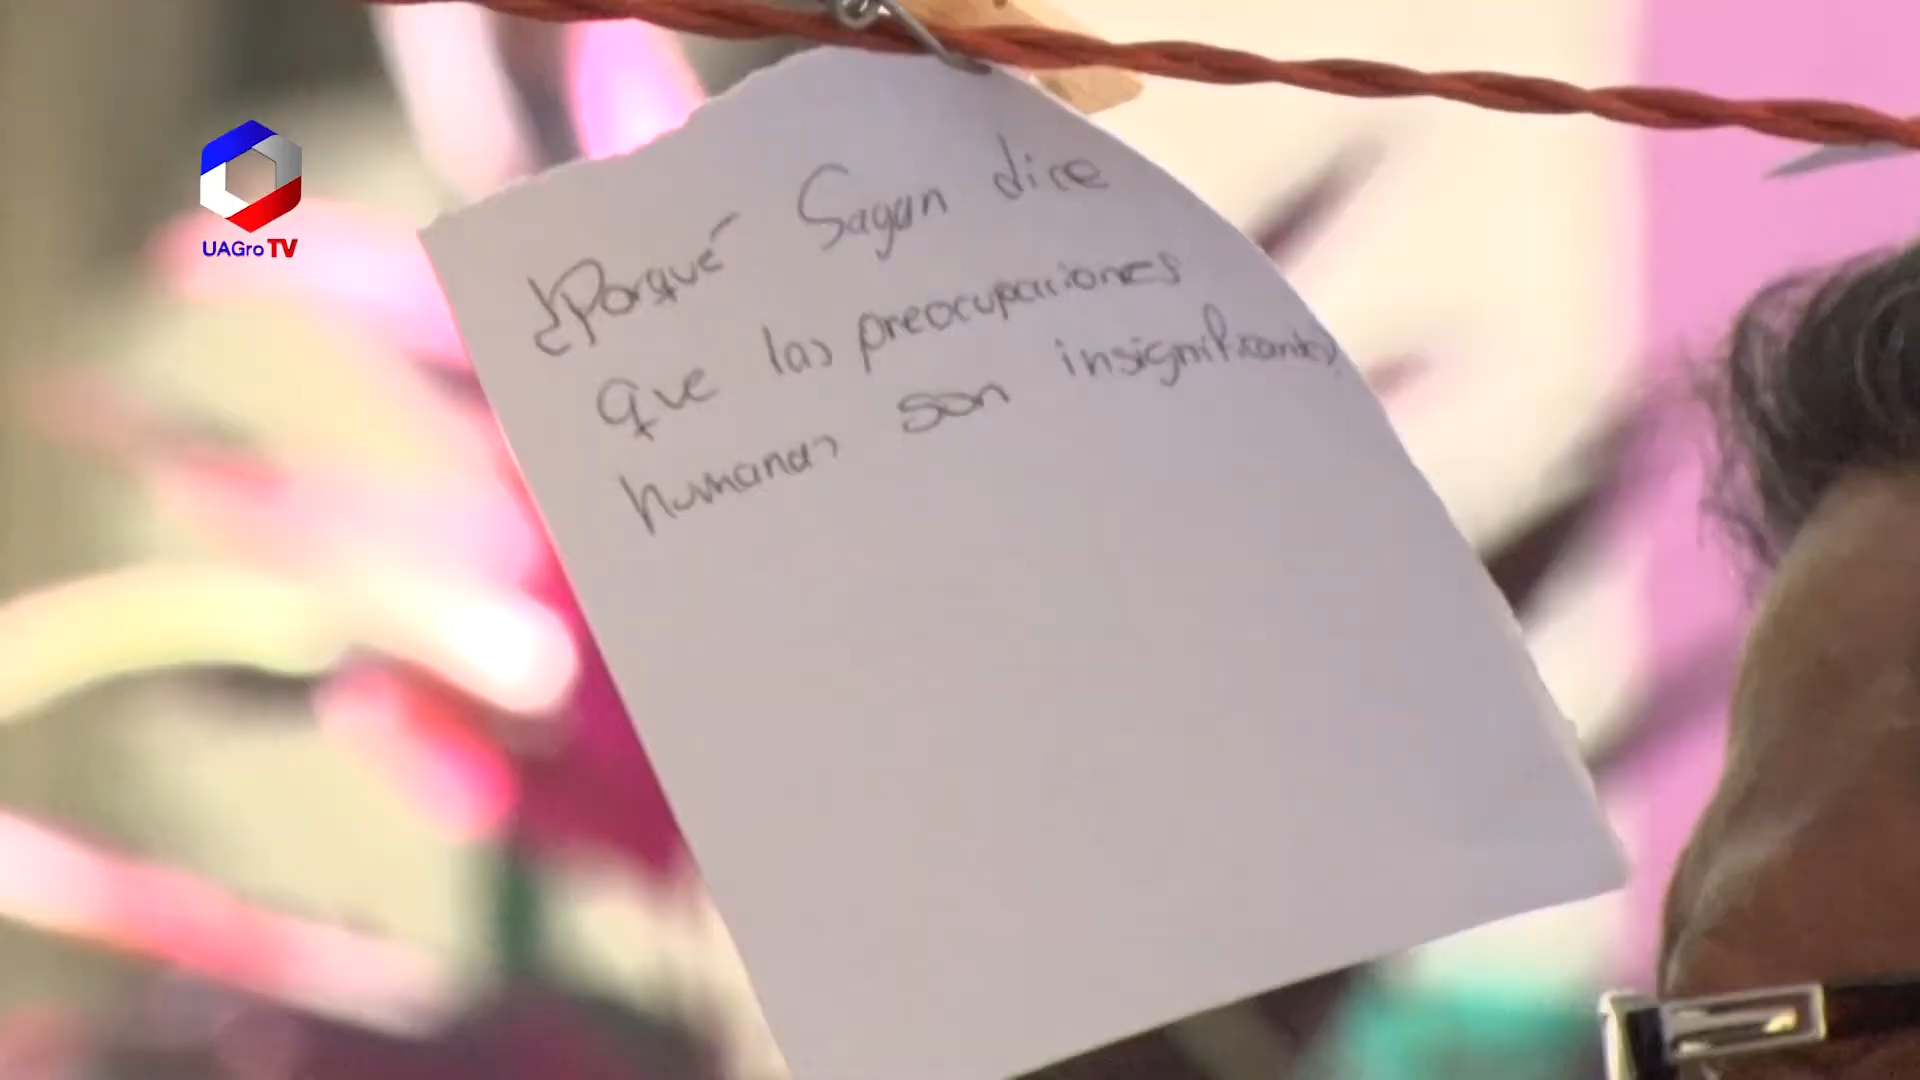 UAGro TV
¿Porqué Sagan dice
que las preocupaciones
humanas son insignificantes